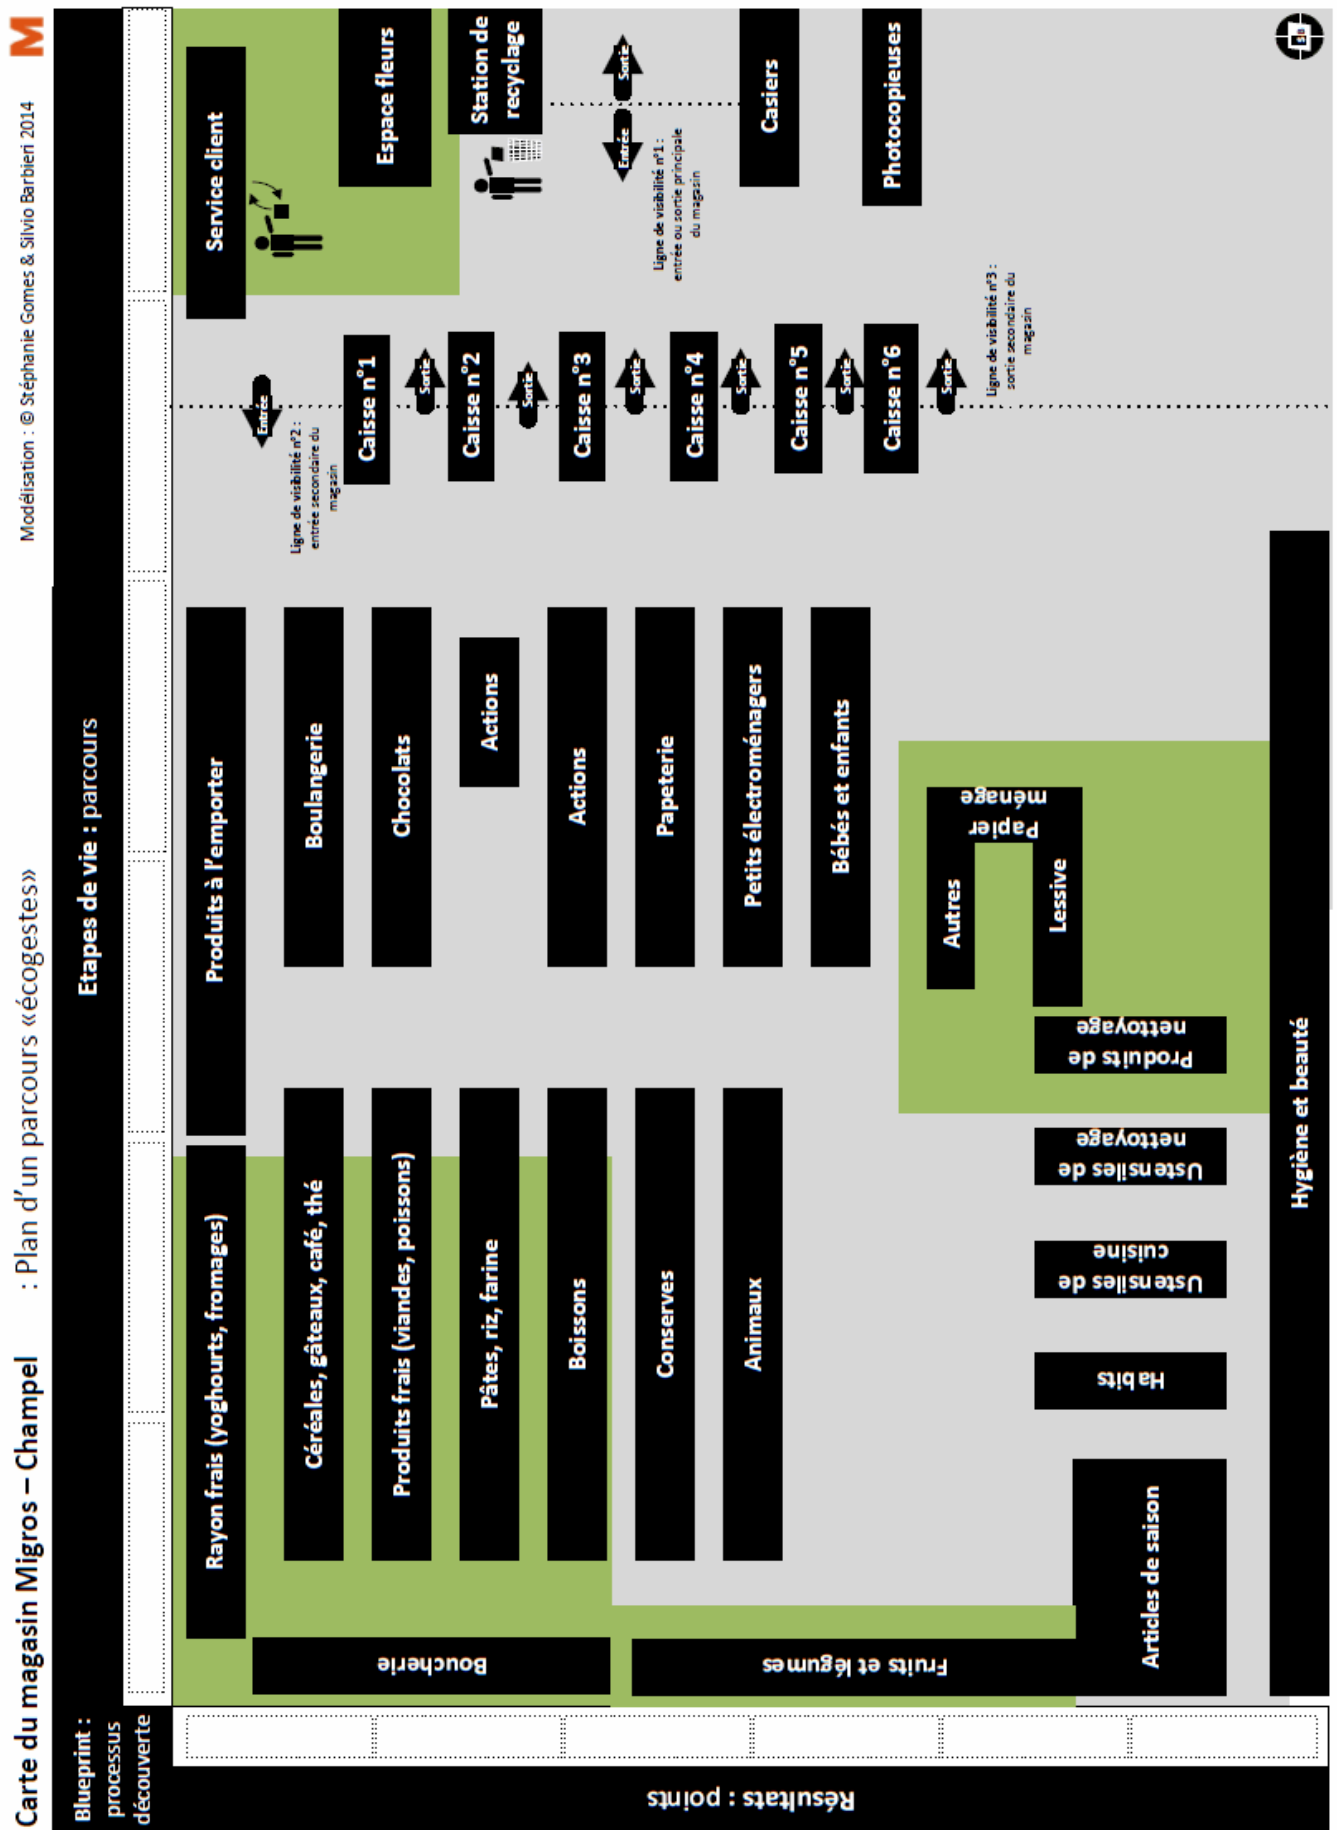 Carte du magasin Migros – Champel : Plan d'un parcours «écogestes»
Modélisation : © Stéphanie Gomes & Silvio Barbieri 2014
M
Blueprint :
processus
découverte
Etapes de vie : parcours
Résultats : points
Rayon frais (yoghourts, fromages)
Produits à l'emporter
Service client
Boucherie
Céréales, gâteaux, café, thé
Boulangerie
Entrée
Ligne de visibilité n°2 :
entrée secondaire du
magasin
Produits frais (viandes, poissons)
Chocolats
Caisse n°1
Espace fleurs
Sortie
Pâtes, riz, farine
Actions
Caisse n°2
Station de
recyclage
Sortie
Boissons
Actions
Caisse n°3
Sortie
Entrée
Sortie
Ligne de visibilité n°1 :
entrée ou sortie principale
du magasin
Fruits et légumes
Conserves
Papeterie
Caisse n°4
Sortie
Animaux
Petits électroménagers
Caisse n°5
Casiers
Sortie
Bébés et enfants
Caisse n°6
Photocopieuses
Sortie
Ligne de visibilité n°3 :
sortie secondaire du
magasin
Autres
Papier
ménage
Lessive
Articles de saison
Habits
Ustensiles de
cuisine
Ustensiles de
nettoyage
Produits de
nettoyage
Hygiène et beauté